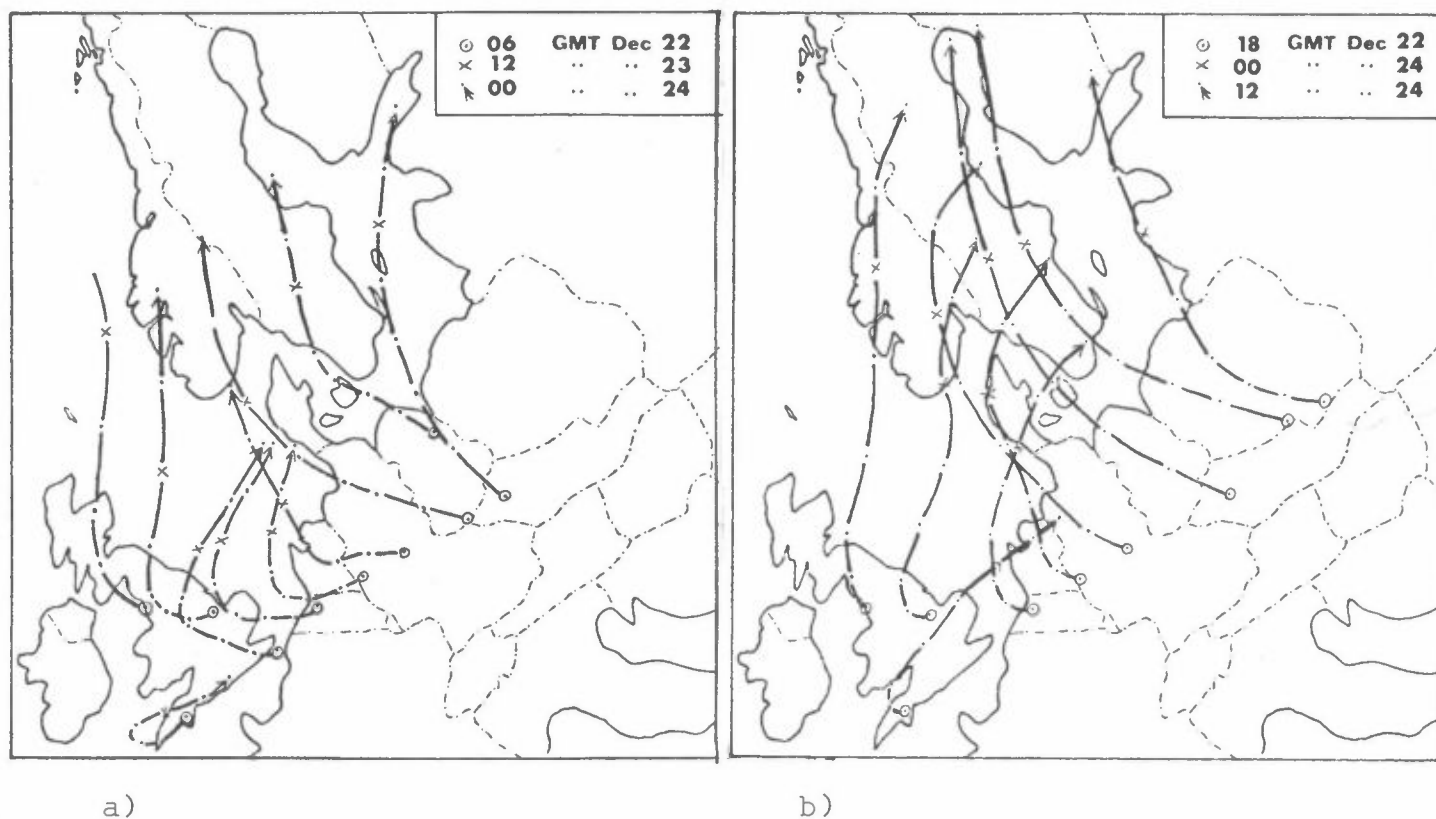 ⊙ 06 GMT Dec 22
× 12 ·· ·· 23
00 ·· ·· 24
⊙ 18 GMT Dec 22
× 00 ·· ·· 24
12 ·· ·· 24
a)
b)